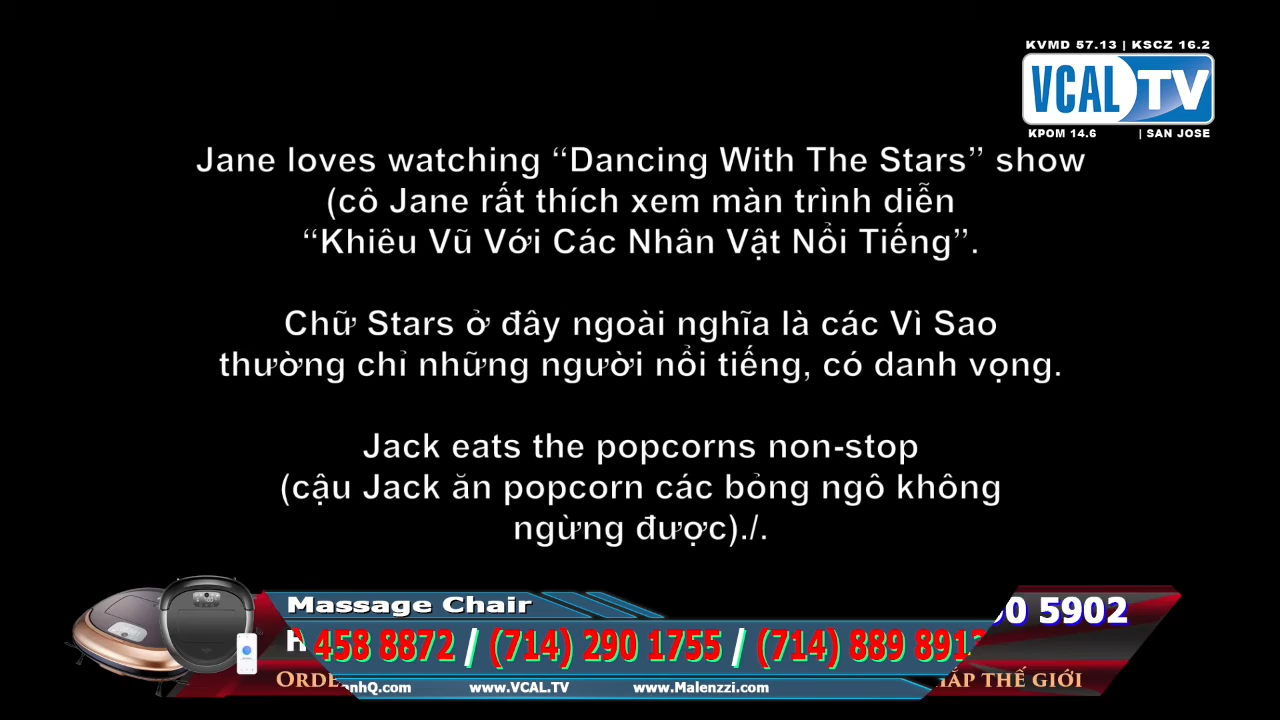 KVMD 57.13 | KSCZ 16.2
VCAL TV
KPOM 14.6 | SAN JOSE
Jane loves watching “Dancing With The Stars” show
(cô Jane rất thích xem màn trình diễn
“Khiêu Vũ Với Các Nhân Vật Nổi Tiếng”.
Chữ Stars ở đây ngoài nghĩa là các Vì Sao
thường chỉ những người nổi tiếng, có danh vọng.
Jack eats the popcorns non-stop
(cậu Jack ăn popcorn các bỏng ngô không
ngừng được)./.
Massage Chair
5902
458 8872 / (714) 290 1755 / (714) 889
www.VCAL.TV www.Malenzzi.com
THẾ GIỚI